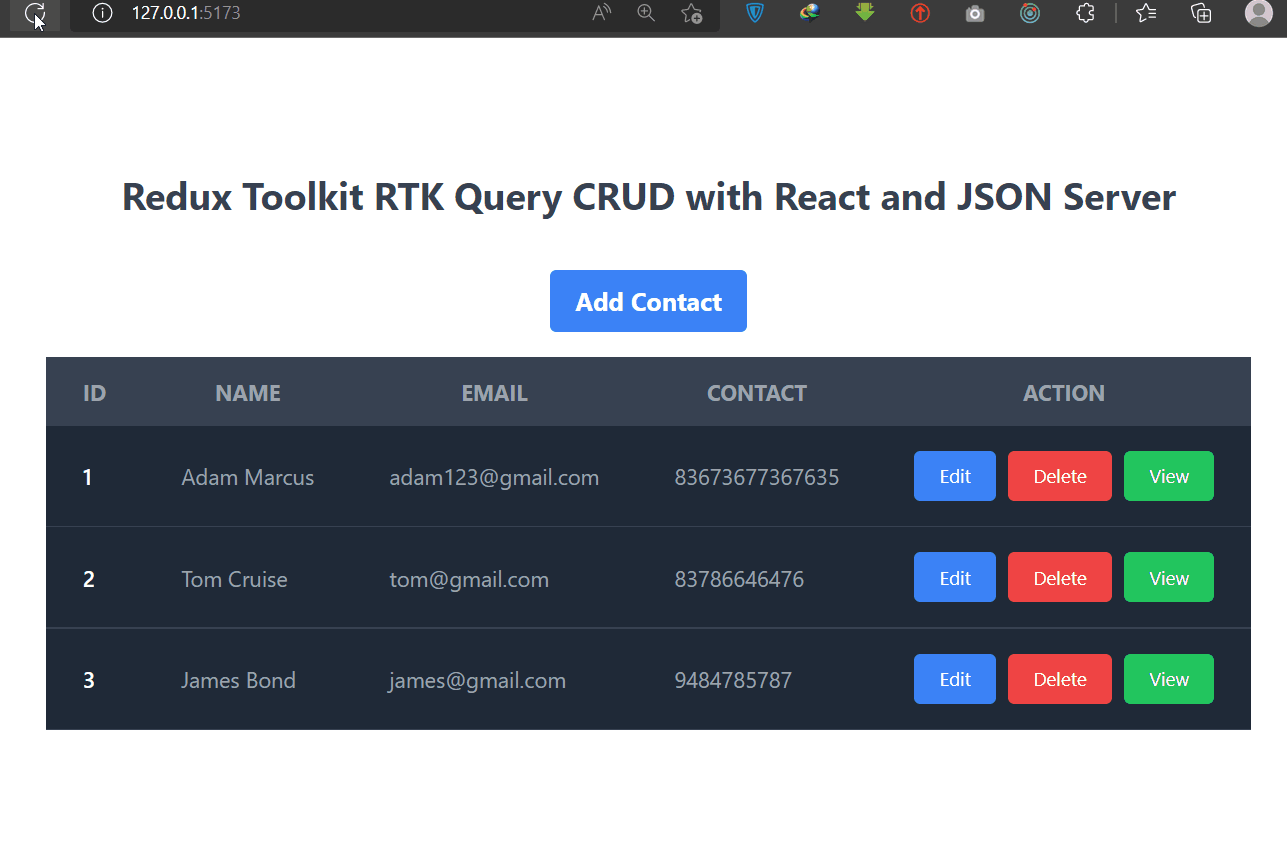 127.0.0.1:5173
Redux Toolkit RTK Query CRUD with React and JSON Server
Add Contact
ID NAME EMAIL CONTACT ACTION
1 Adam Marcus adam123@gmail.com 83673677367635 Edit Delete View
2 Tom Cruise tom@gmail.com 83786646476 Edit Delete View
3 James Bond james@gmail.com 9484785787 Edit Delete View